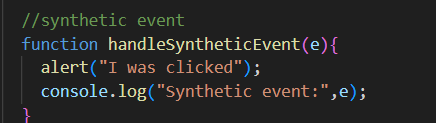 //synthetic event
function handleSyntheticEvent(e){
alert("I was clicked");
console.log("Synthetic event:",e);
}